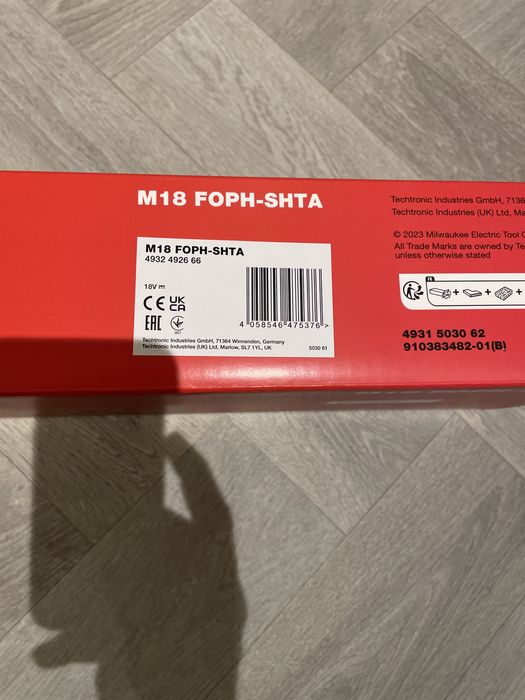 M18 FOPH-SHTA
M18 FOPH-SHTA
4932 4926 66
18V
CE UK CA
EAC
4 058546 475376 >
Techtronic Industries GmbH, 71364 Winnenden, Germany
Techtronic Industries (UK) Ltd, Marlow, SL7 1YL, UK
5030 61
Techtronic Industries GmbH, 7136
Techtronic Industries (UK) Ltd, Ma
© 2023 Milwaukee Electric Tool C
All Trade Marks are owned by Te
unless otherwise stated
FR
+ + +
4931 5030 62
910383482-01(B)